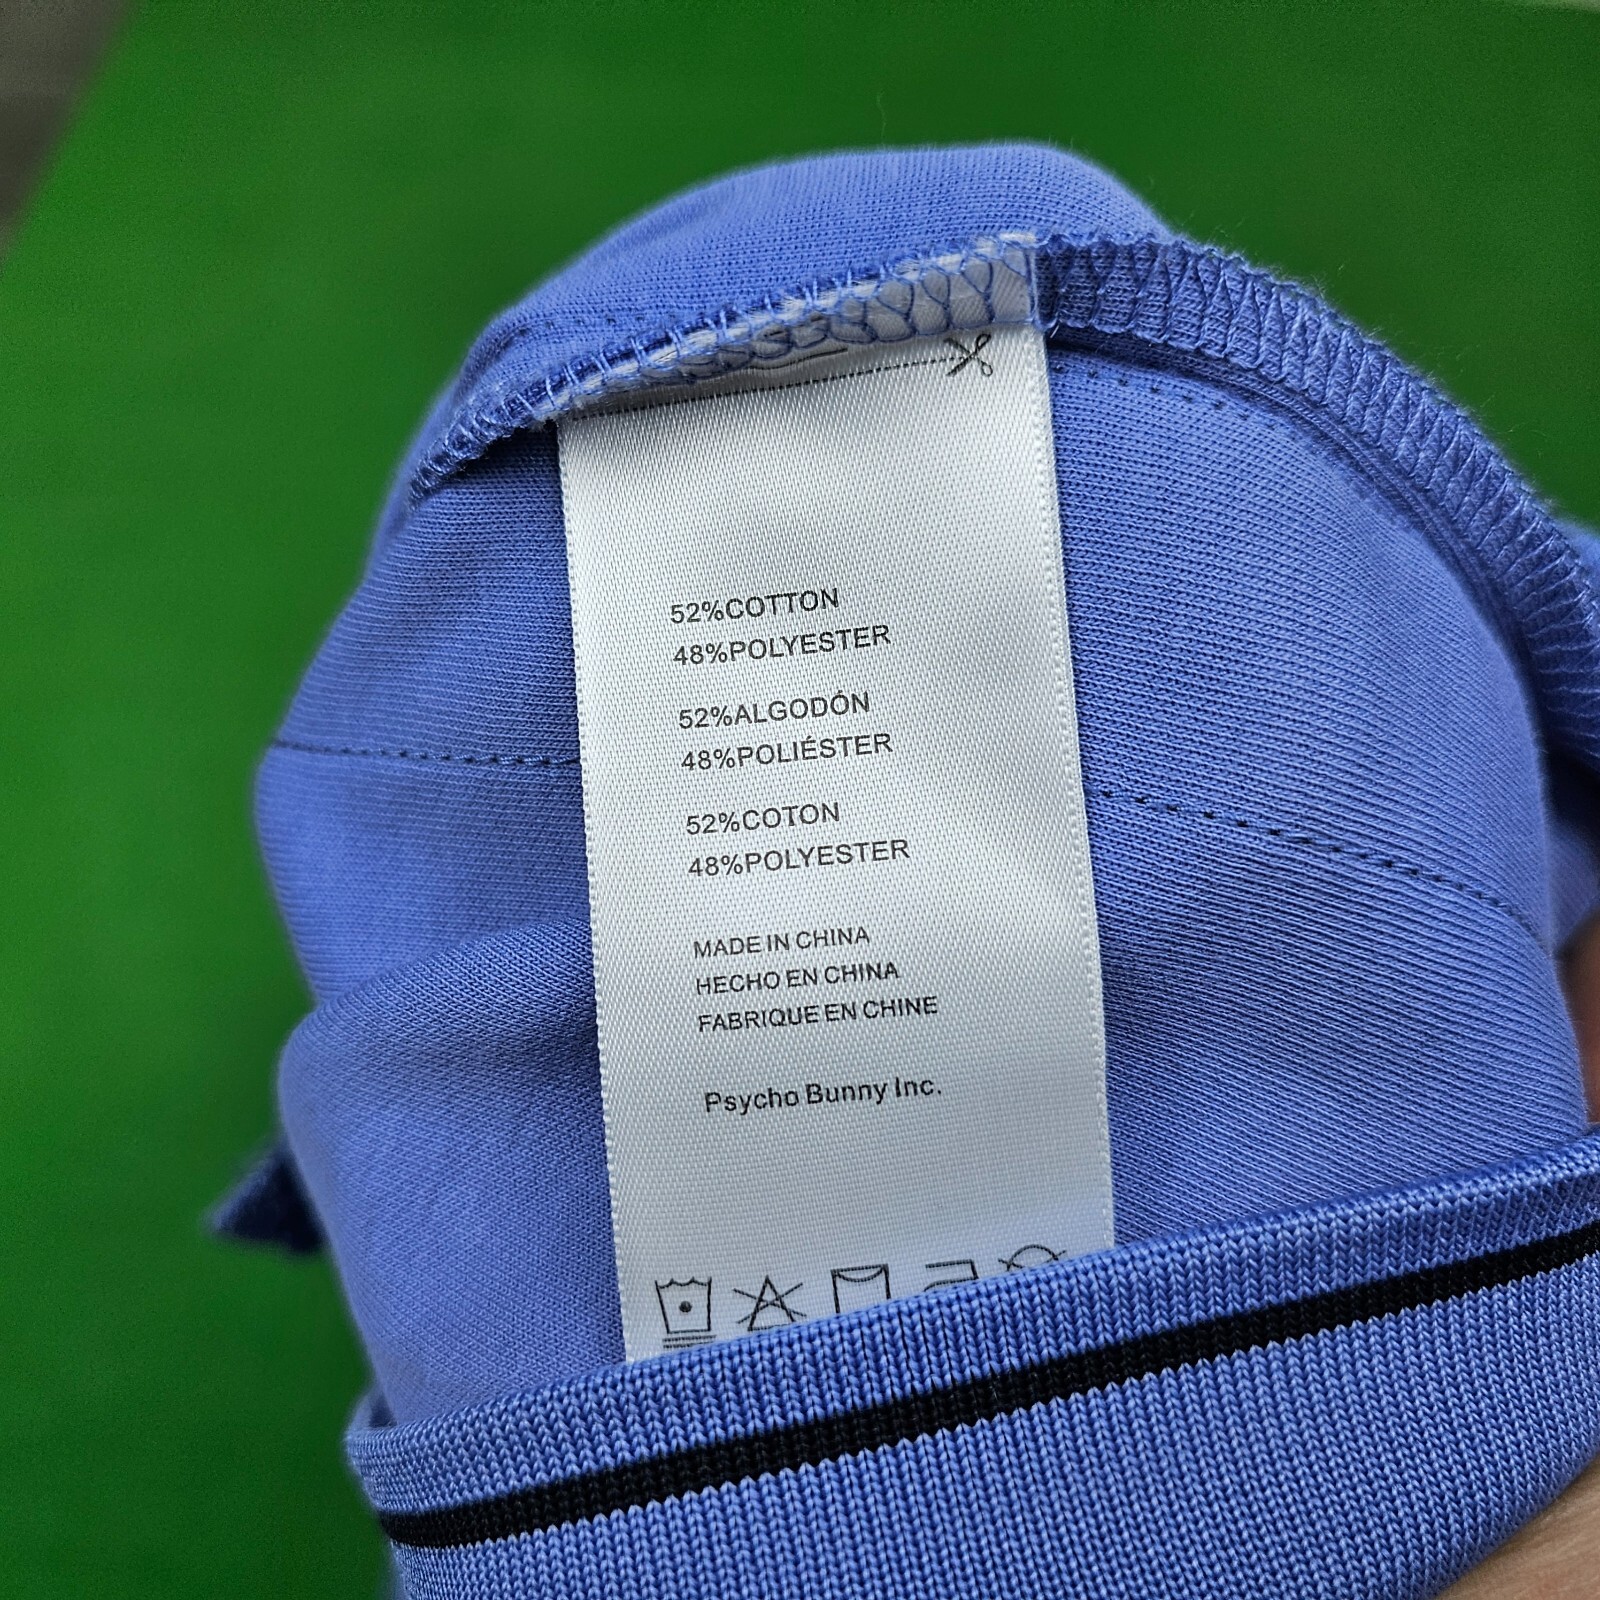 52%COTTON
48%POLYESTER
52%ALGODÓN
48%POLIÉSTER
52%COTON
48%POLYESTER
MADE IN CHINA
HECHO EN CHINA
FABRIQUE EN CHINE
Psycho Bunny Inc.